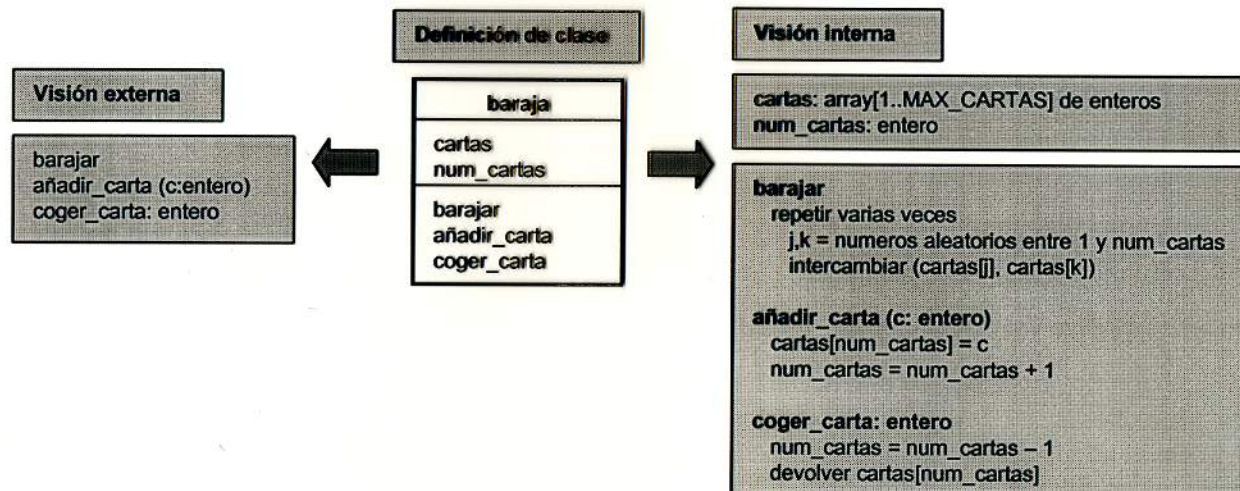 Definición de clase
Visión interna
Visión externa
baraja
cartas
num_cartas
barajar
añadir_carta
coger_carta
barajar
añadir_carta (c:entero)
coger_carta: entero
cartas: array[1..MAX_CARTAS] de enteros
num_cartas: entero
barajar
repetir varias veces
j,k = numeros aleatorios entre 1 y num_cartas
intercambiar (cartas[j], cartas[k])
añadir_carta (c: entero)
cartas[num_cartas] = c
num_cartas = num_cartas + 1
coger_carta: entero
num_cartas = num_cartas – 1
devolver cartas[num_cartas]